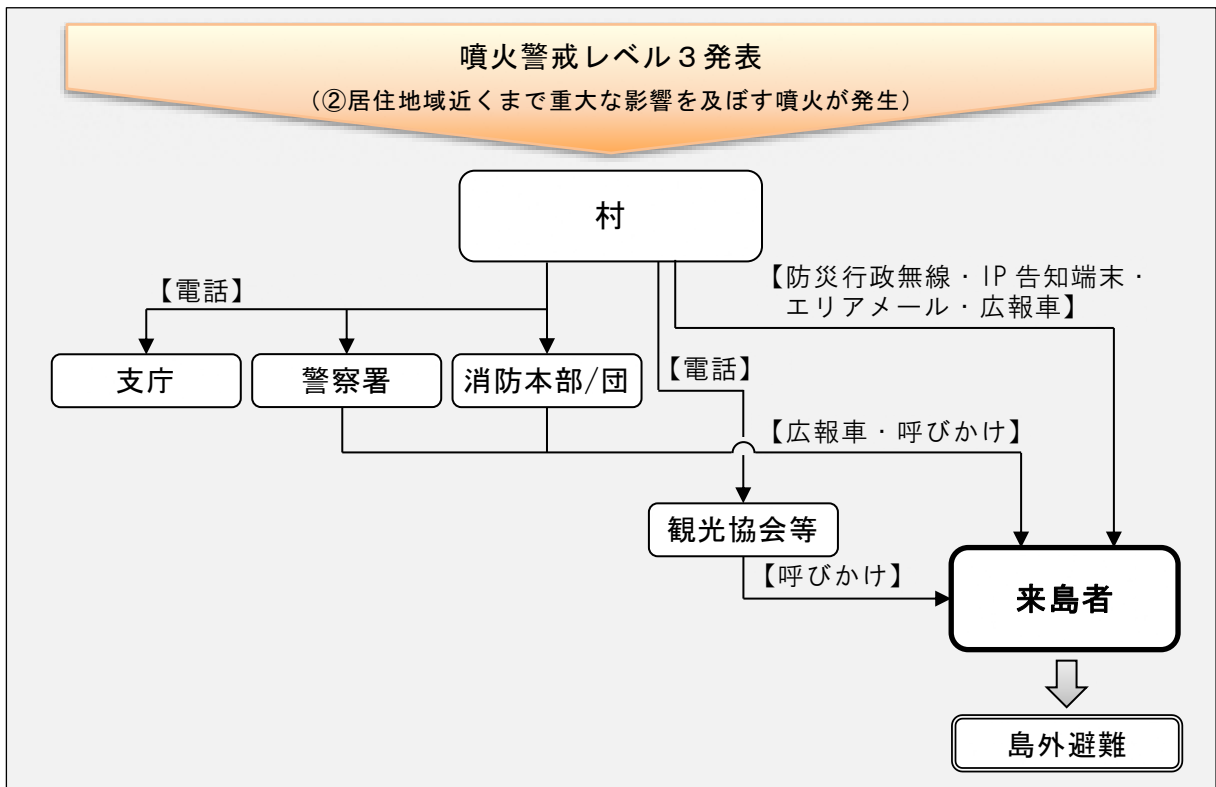 噴火警戒レベル３発表
（②居住地域近くまで重大な影響を及ぼす噴火が発生）
村
【防災行政無線・IP告知端末・
エリアメール・広報車】
【電話】
支庁
警察署
消防本部/団
【電話】
【広報車・呼びかけ】
観光協会等
【呼びかけ】
来島者
島外避難